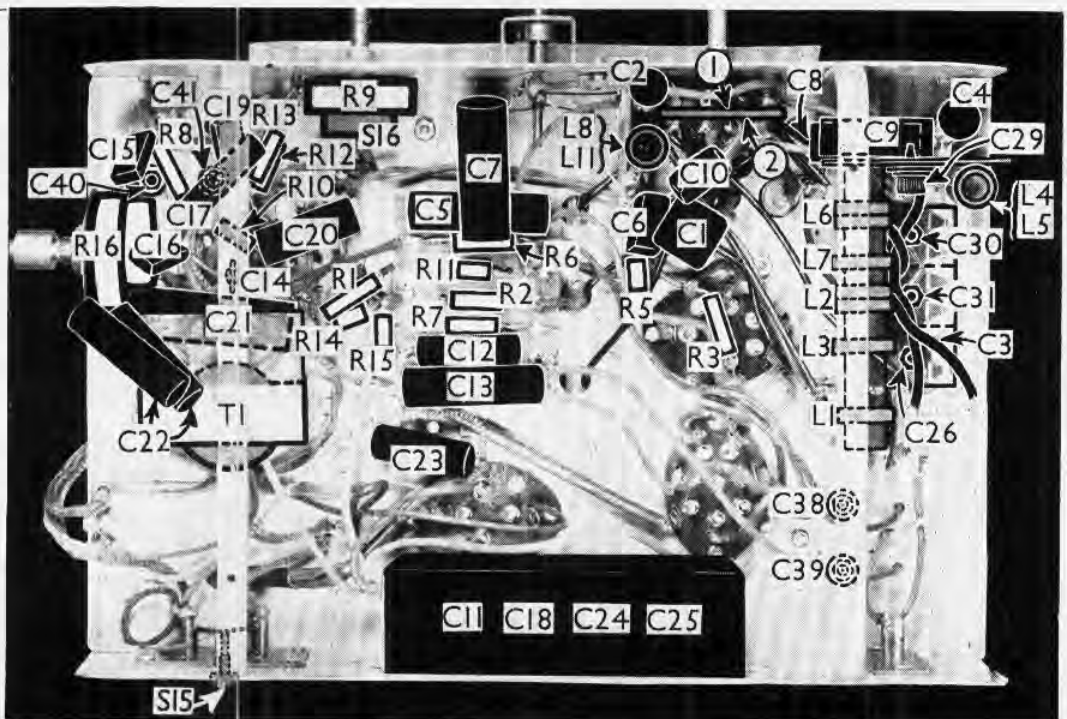 C41
C19
R13
R9
C2
1
C8
C4
R8
C15
S16
L8
L11
C7
C9
C29
R12
C40
R10
2
C10
L4
L5
C17
C5
C6
C1
L6
R16
C16
C20
R6
C30
C14
R1
R11
L7
R5
R2
L2
C31
C21
R14
R15
R7
R3
L3
C3
C12
C13
T1
L1
C22
C26
C23
C38
C39
C11 C18 C24 C25
S15